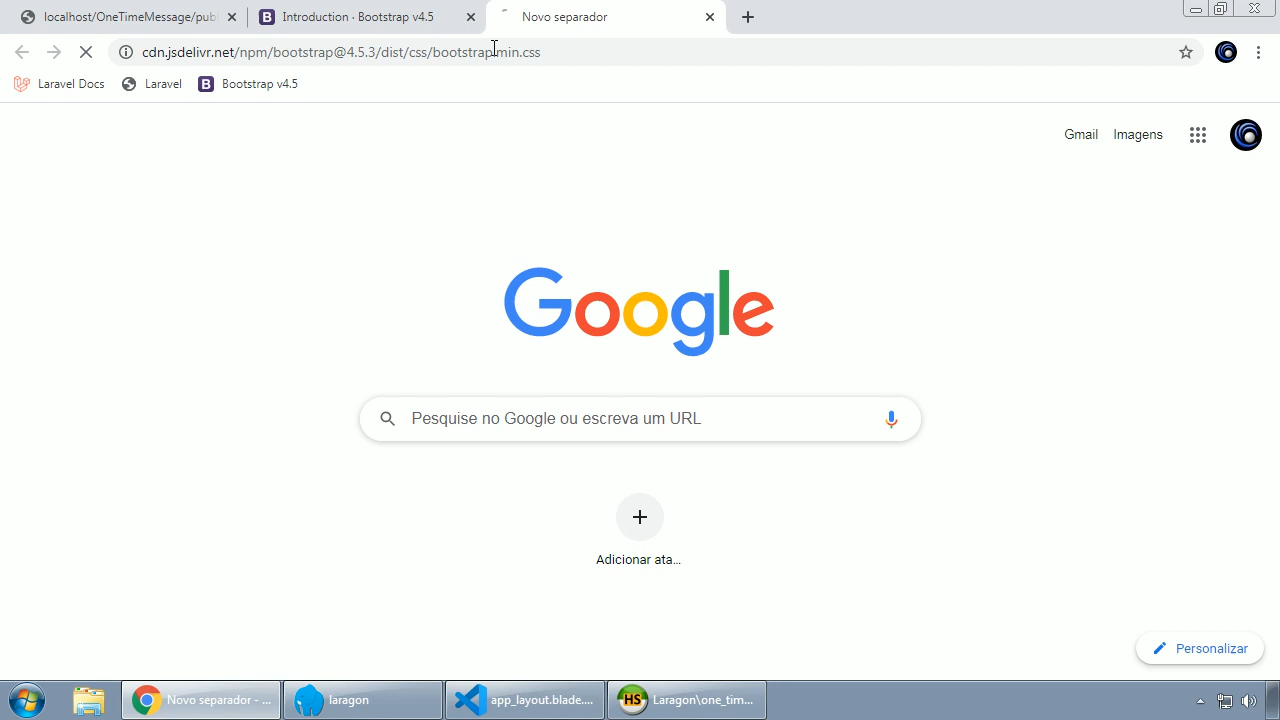 localhost/OneTimeMessage/publ
Introduction · Bootstrap v4.5
Novo separador
cdn.jsdelivr.net/npm/bootstrap@4.5.3/dist/css/bootstrap.min.css
Laravel Docs
Laravel
B
Bootstrap v4.5
Gmail
Imagens
Google
Pesquise no Google ou escreva um URL
Adicionar ata...
Personalizar
Novo separador - ...
laragon
app_layout.blade....
HS
Laragon\one_tim...